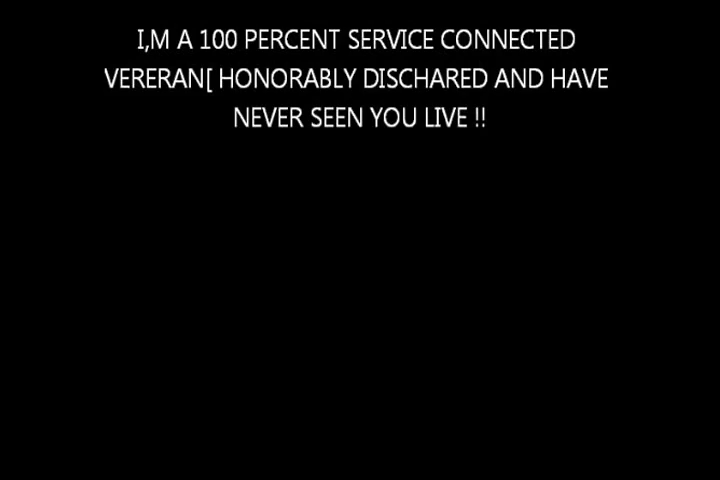 I,M A 100 PERCENT SERVICE CONNECTED
VERERAN[ HONORABLY DISCHARED AND HAVE
NEVER SEEN YOU LIVE !!